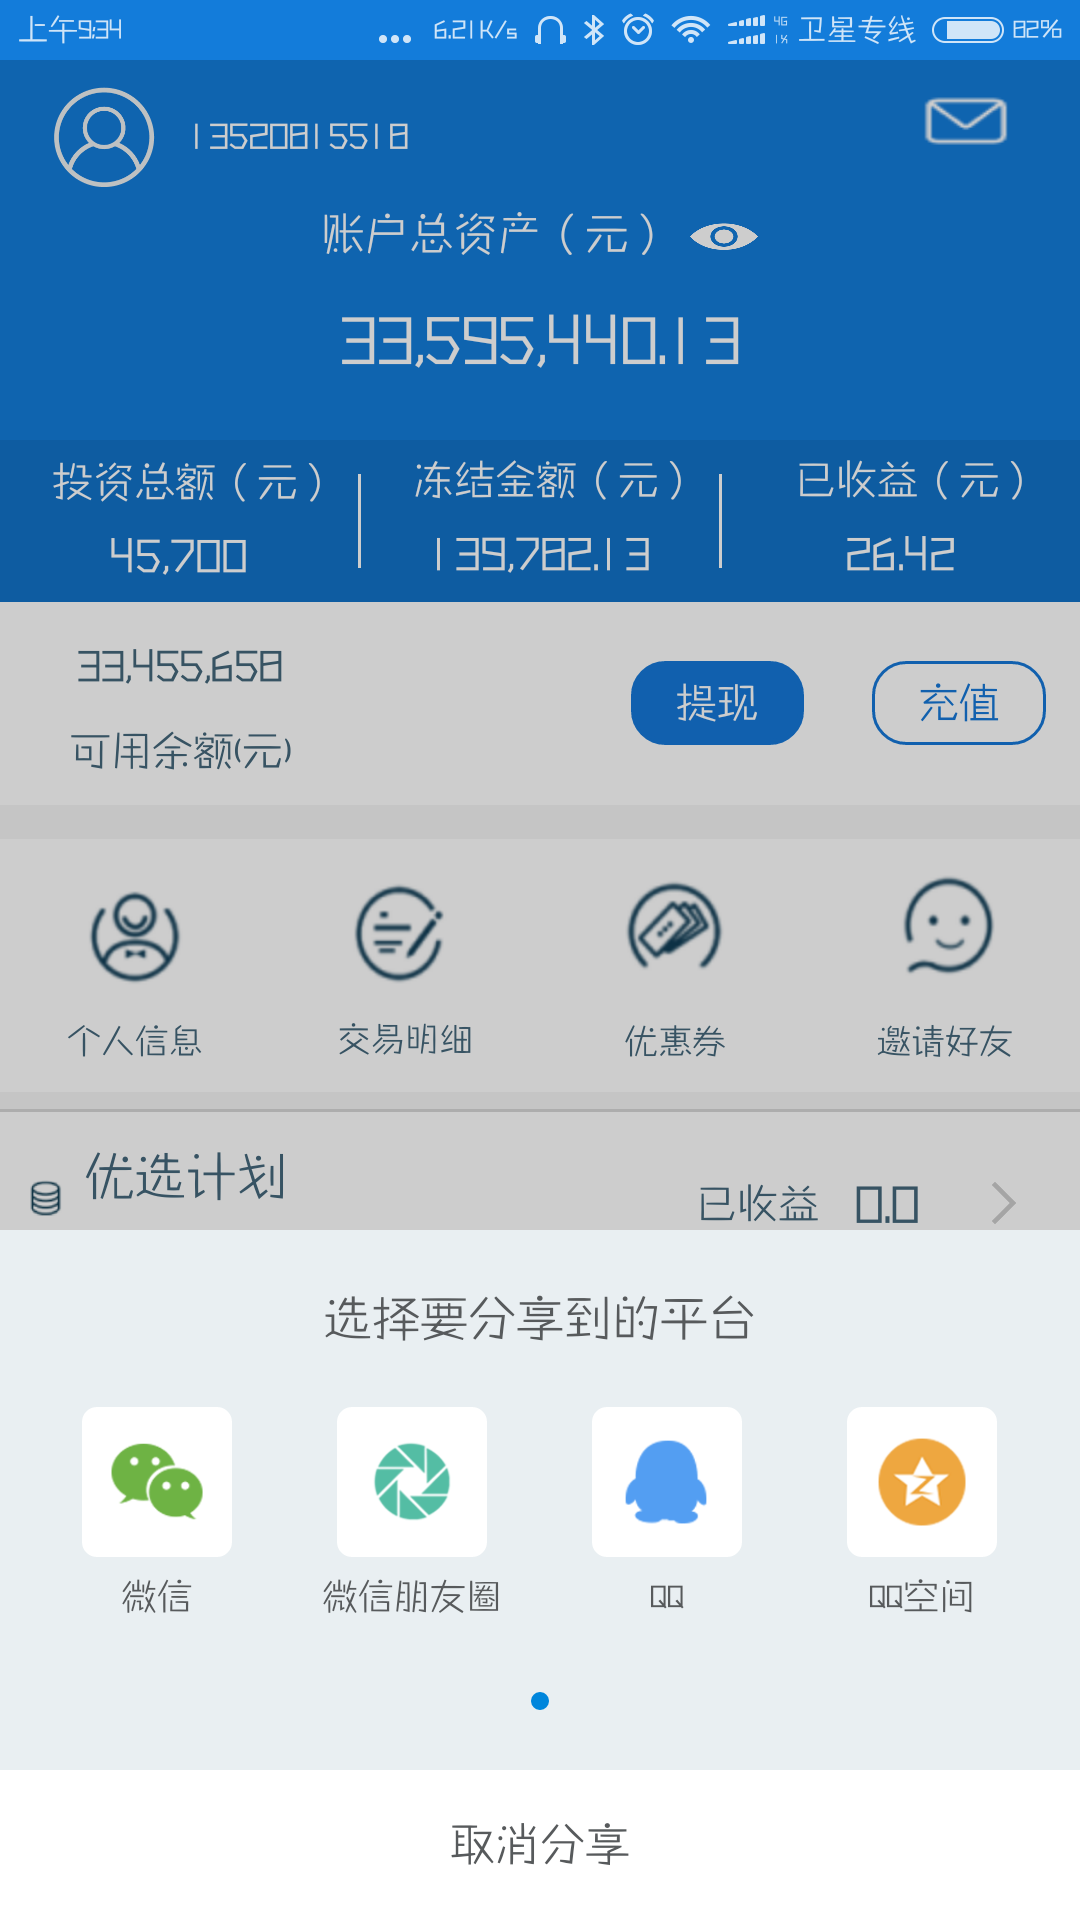 上午9:34 ... 6.21K/s 4G 1X 卫星专线 82%
13520815518
账户总资产（元）
33,595,440.13
投资总额（元） 冻结金额（元） 已收益（元）
45,700 139,782.13 26.42
33,455,658
提现 充值
可用余额(元)
个人信息 交易明细 优惠券 邀请好友
优选计划
已收益 0.0
选择要分享到的平台
微信 微信朋友圈 QQ QQ空间
取消分享